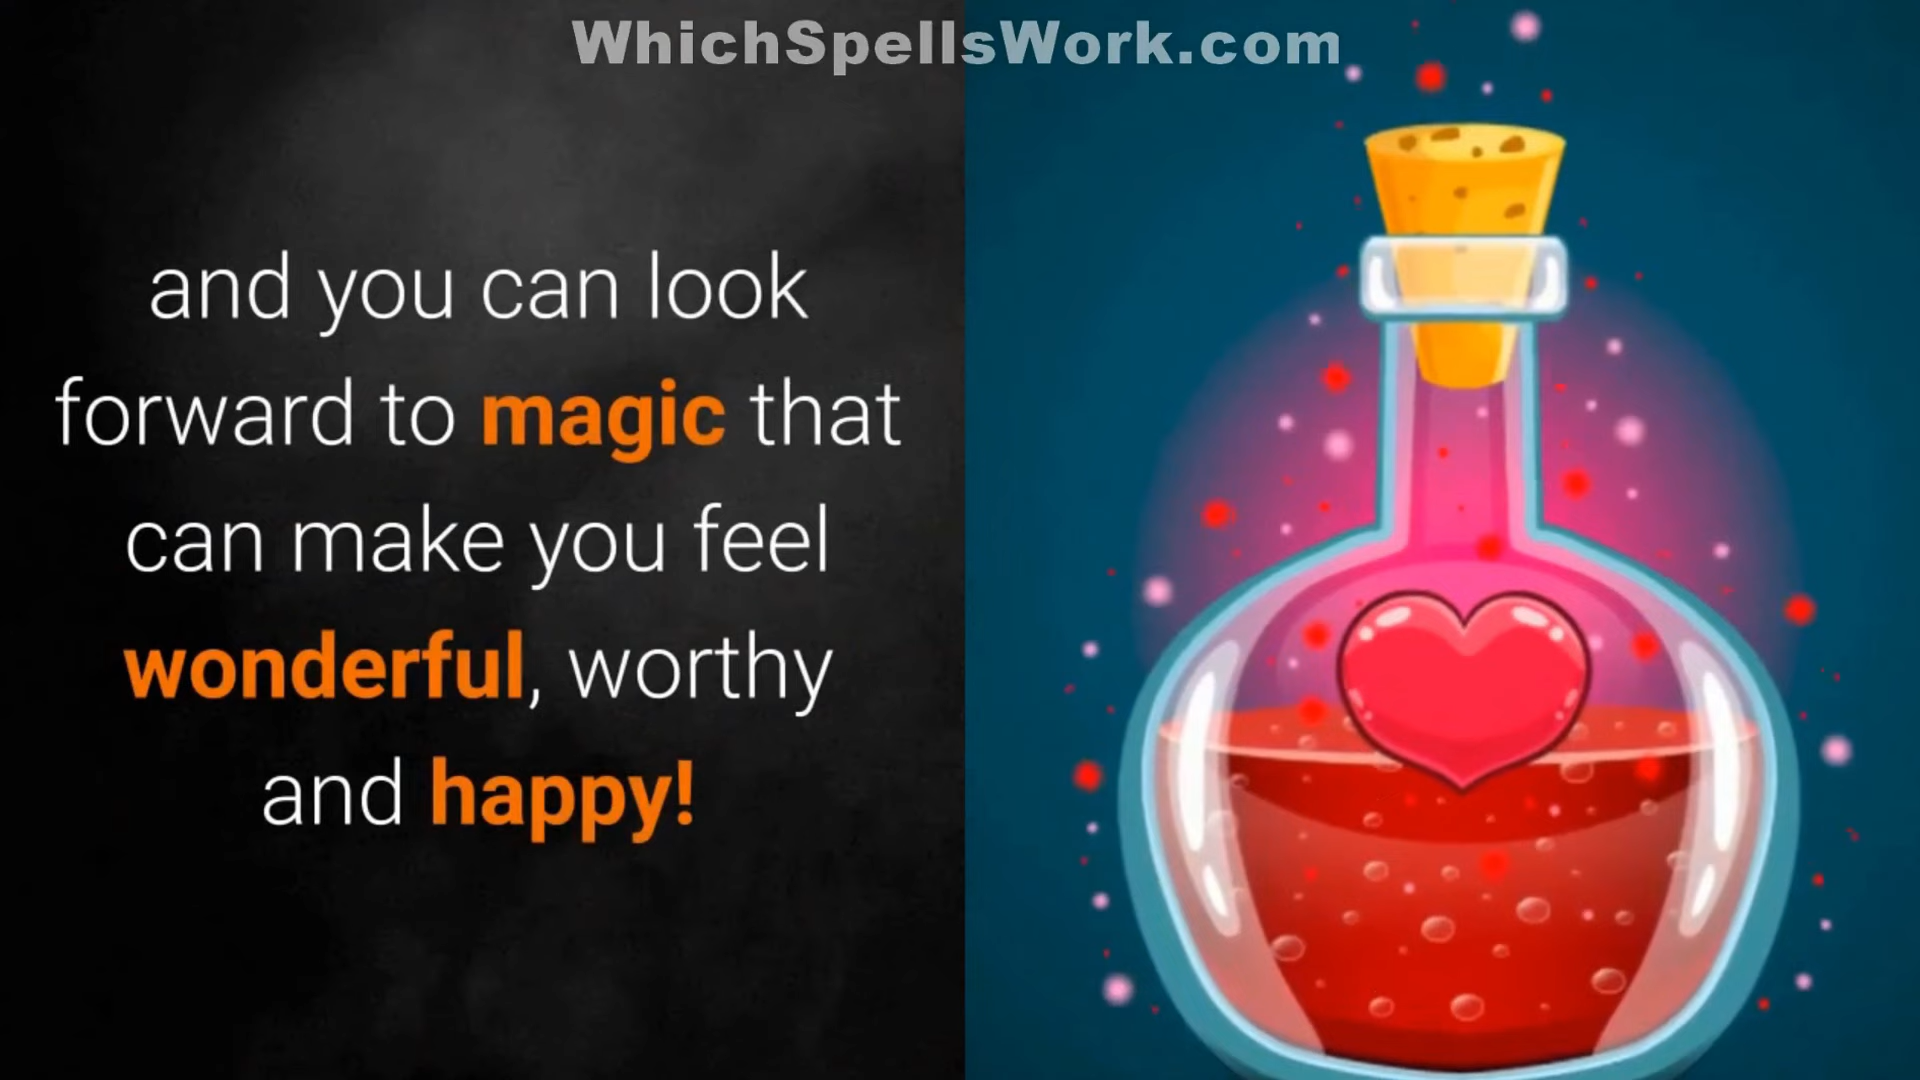 WhichSpellsWork.com
and you can look
forward to magic that
can make you feel
wonderful, worthy
and happy!